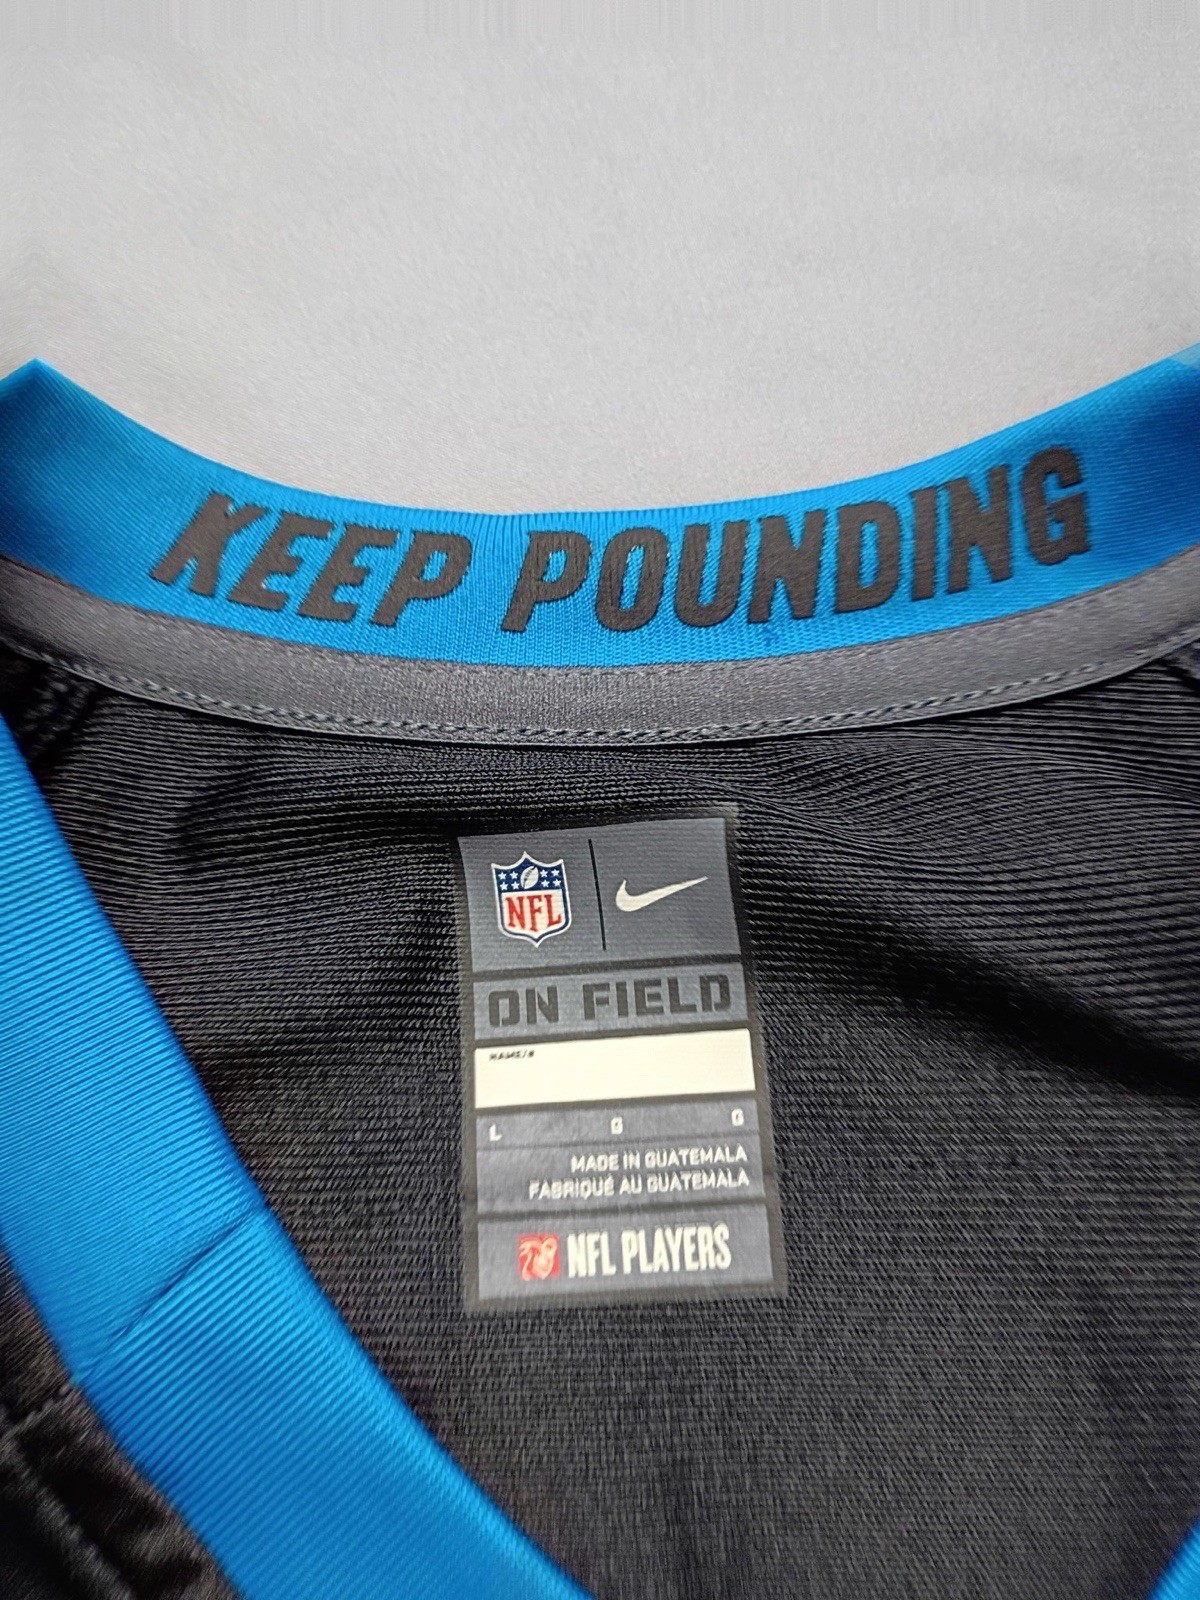 KEEP POUNDING
NFL
ON FIELD
NAME/#
L G G
MADE IN GUATEMALA
FABRIQUÉ AU GUATEMALA
NFL PLAYERS